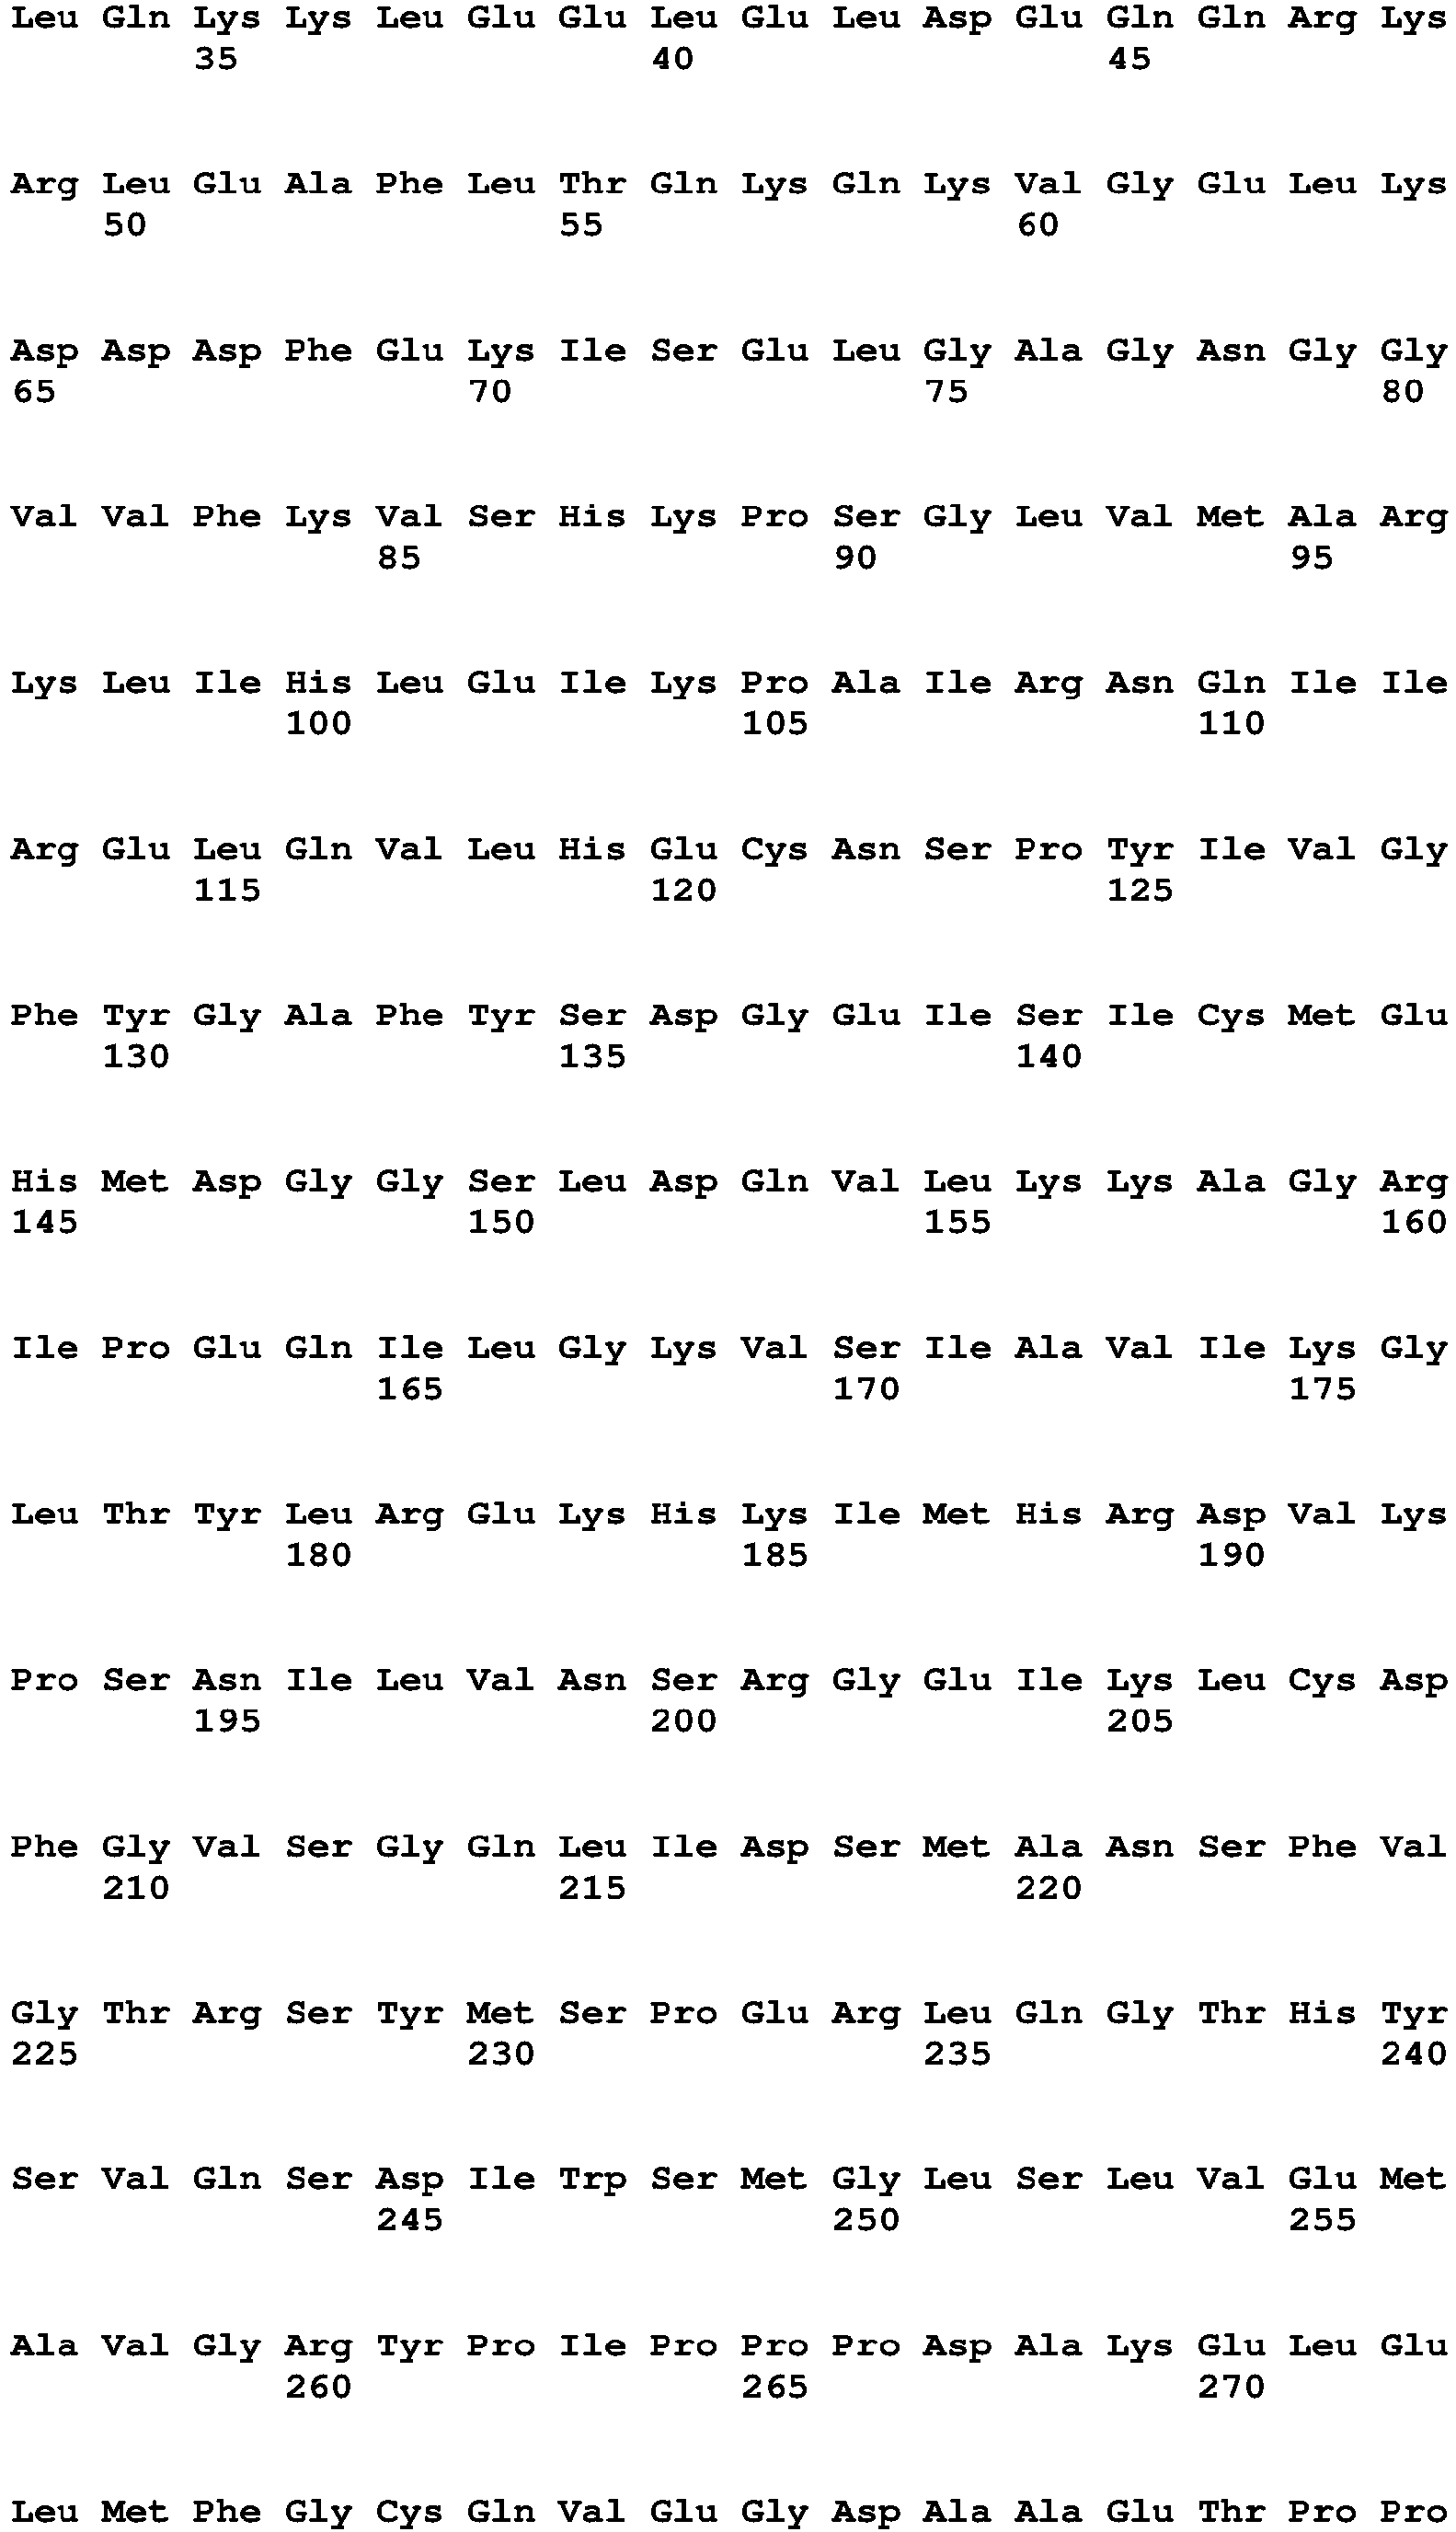 Leu Gln Lys Lys Leu Glu Glu Leu Glu Leu Asp Glu Gln Gln Arg Lys
35 40 45
Arg Leu Glu Ala Phe Leu Thr Gln Lys Gln Lys Val Gly Glu Leu Lys
50 55 60
Asp Asp Asp Phe Glu Lys Ile Ser Glu Leu Gly Ala Gly Asn Gly Gly
65 70 75 80
Val Val Phe Lys Val Ser His Lys Pro Ser Gly Leu Val Met Ala Arg
85 90 95
Lys Leu Ile His Leu Glu Ile Lys Pro Ala Ile Arg Asn Gln Ile Ile
100 105 110
Arg Glu Leu Gln Val Leu His Glu Cys Asn Ser Pro Tyr Ile Val Gly
115 120 125
Phe Tyr Gly Ala Phe Tyr Ser Asp Gly Glu Ile Ser Ile Cys Met Glu
130 135 140
His Met Asp Gly Gly Ser Leu Asp Gln Val Leu Lys Lys Ala Gly Arg
145 150 155 160
Ile Pro Glu Gln Ile Leu Gly Lys Val Ser Ile Ala Val Ile Lys Gly
165 170 175
Leu Thr Tyr Leu Arg Glu Lys His Lys Ile Met His Arg Asp Val Lys
180 185 190
Pro Ser Asn Ile Leu Val Asn Ser Arg Gly Glu Ile Lys Leu Cys Asp
195 200 205
Phe Gly Val Ser Gly Gln Leu Ile Asp Ser Met Ala Asn Ser Phe Val
210 215 220
Gly Thr Arg Ser Tyr Met Ser Pro Glu Arg Leu Gln Gly Thr His Tyr
225 230 235 240
Ser Val Gln Ser Asp Ile Trp Ser Met Gly Leu Ser Leu Val Glu Met
245 250 255
Ala Val Gly Arg Tyr Pro Ile Pro Pro Pro Asp Ala Lys Glu Leu Glu
260 265 270
Leu Met Phe Gly Cys Gln Val Glu Gly Asp Ala Ala Glu Thr Pro Pro